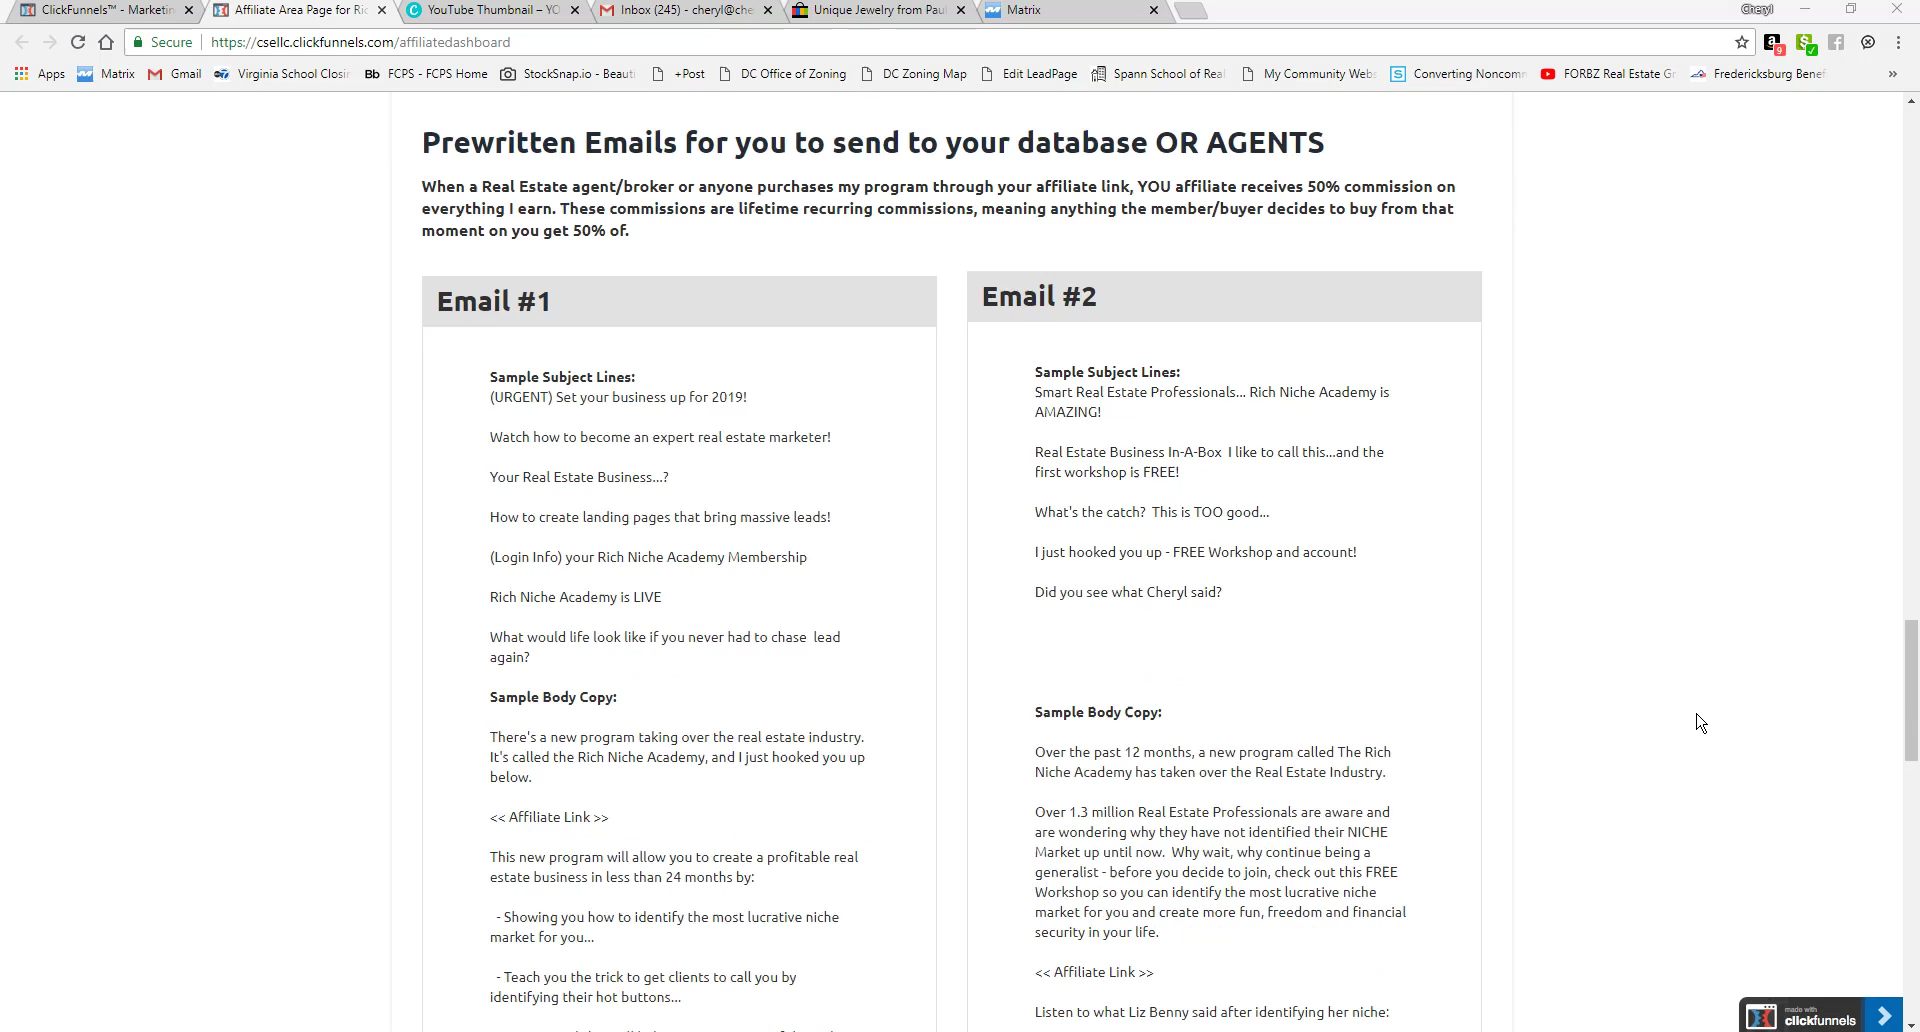 ClickFunnels™ - Marketin
Affiliate Area Page for Ric
YouTube Thumbnail – YO
Inbox (245) - cheryl@che
Unique Jewelry from Paul
Matrix
Cheryl
Secure
https://csellc.clickfunnels.com/affiliatedashboard
9
Apps
Matrix
Gmail
Virginia School Closi
Bb FCPS - FCPS Home
StockSnap.io - Beaut
+Post
DC Office of Zoning
DC Zoning Map
Edit LeadPage
Spann School of Real
My Community Web
Converting Noncom
FORBZ Real Estate Gr
Fredericksburg Benef
»
Prewritten Emails for you to send to your database OR AGENTS
When a Real Estate agent/broker or anyone purchases my program through your affiliate link, YOU affiliate receives 50% commission on
everything I earn. These commissions are lifetime recurring commissions, meaning anything the member/buyer decides to buy from that
moment on you get 50% of.
Email #1
Sample Subject Lines:
(URGENT) Set your business up for 2019!
Watch how to become an expert real estate marketer!
Your Real Estate Business...?
How to create landing pages that bring massive leads!
(Login Info) your Rich Niche Academy Membership
Rich Niche Academy is LIVE
What would life look like if you never had to chase  lead
again?
Sample Body Copy:
There's a new program taking over the real estate industry.
It's called the Rich Niche Academy, and I just hooked you up
below.
<< Affiliate Link >>
This new program will allow you to create a profitable real
estate business in less than 24 months by:
- Showing you how to identify the most lucrative niche
market for you...
- Teach you the trick to get clients to call you by
identifying their hot buttons...
Email #2
Sample Subject Lines:
Smart Real Estate Professionals... Rich Niche Academy is
AMAZING!
Real Estate Business In-A-Box  I like to call this...and the
first workshop is FREE!
What's the catch?  This is TOO good...
I just hooked you up - FREE Workshop and account!
Did you see what Cheryl said?
Sample Body Copy:
Over the past 12 months, a new program called The Rich
Niche Academy has taken over the Real Estate Industry.
Over 1.3 million Real Estate Professionals are aware and
are wondering why they have not identified their NICHE
Market up until now.  Why wait, why continue being a
generalist - before you decide to join, check out this FREE
Workshop so you can identify the most lucrative niche
market for you and create more fun, freedom and financial
security in your life.
<< Affiliate Link >>
Listen to what Liz Benny said after identifying her niche:
made with
clickfunnels